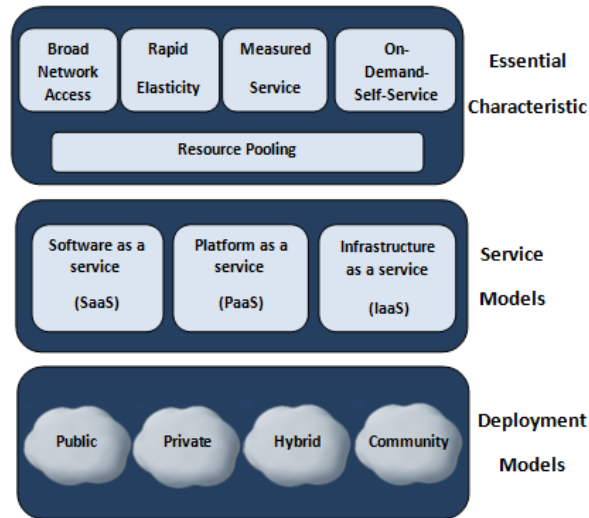 Broad
Network
Access
Rapid
Elasticity
Measured
Service
On-
Demand-
Self-Service
Resource Pooling
Essential
Characteristic
Software as a
service
(SaaS)
Platform as a
service
(PaaS)
Infrastructure
as a service
(IaaS)
Service
Models
Public
Private
Hybrid
Community
Deployment
Models